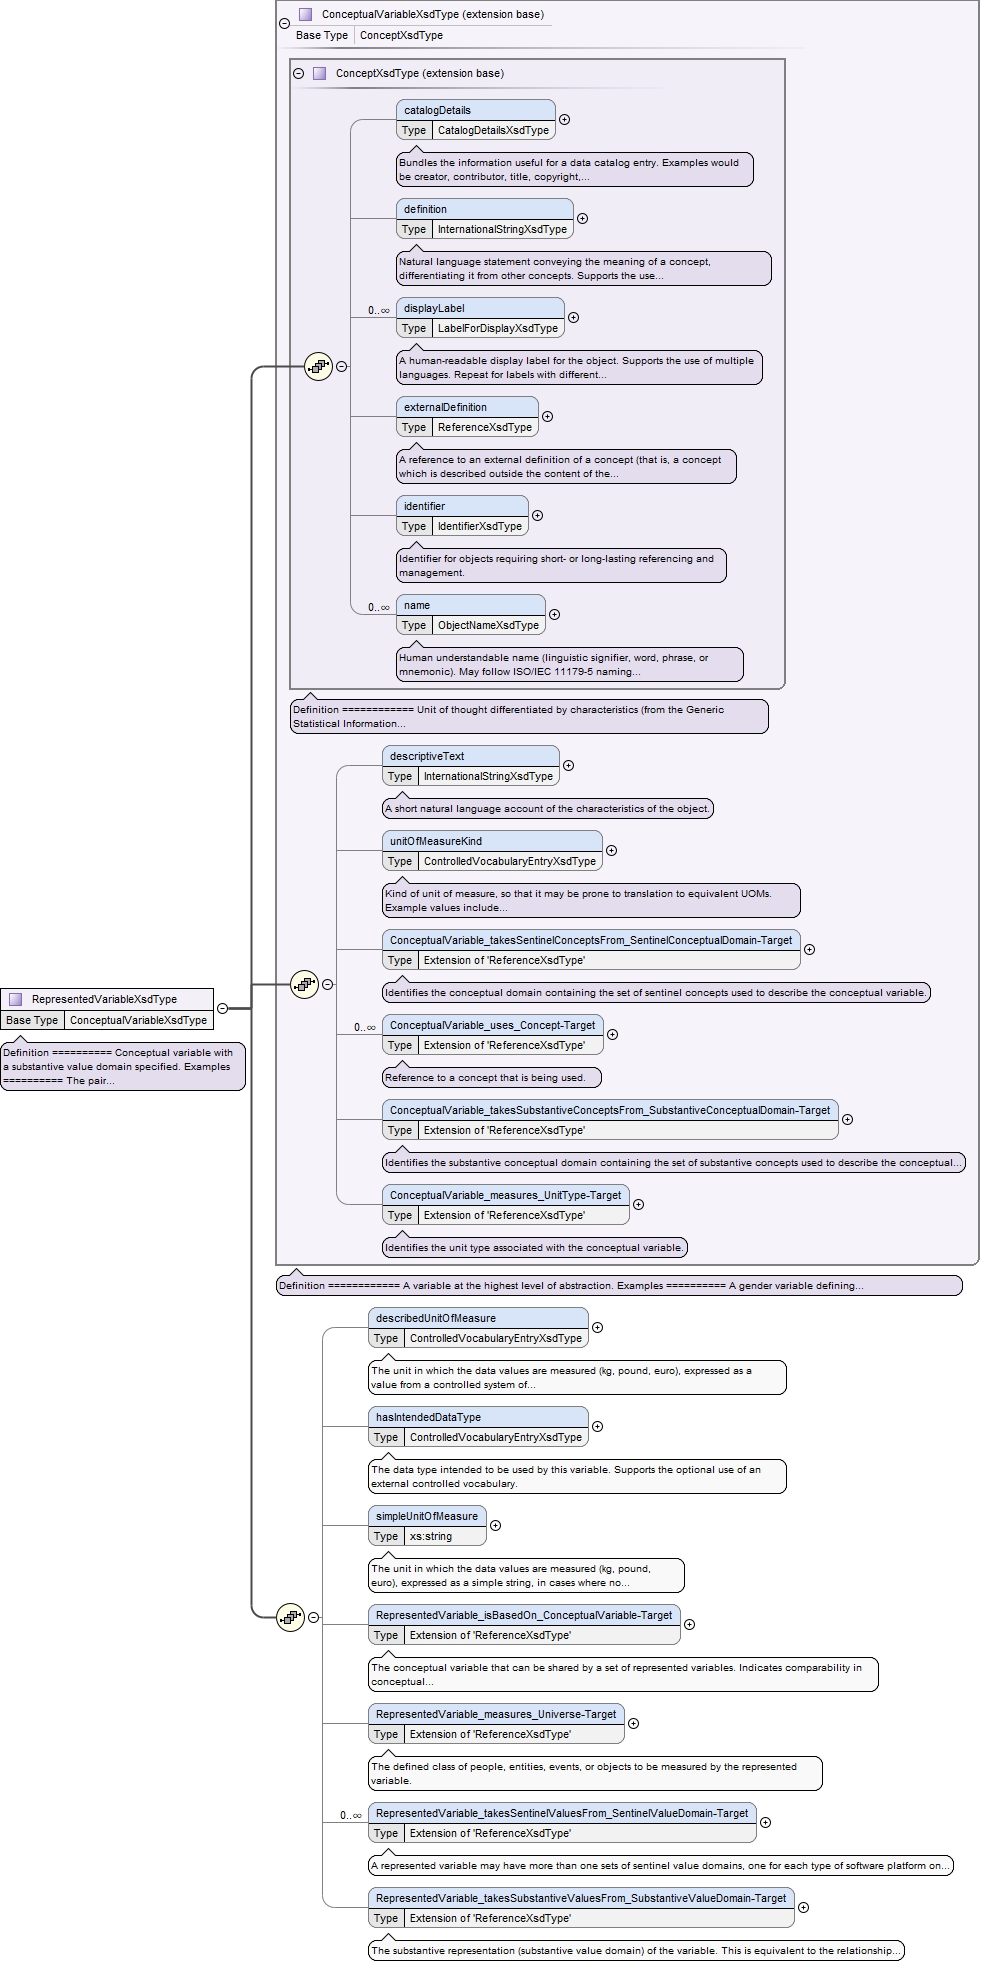 ConceptualVariableXsdType (extension base)
Base Type ConceptXsdType
ConceptXsdType (extension base)
catalogDetails
Type CatalogDetailsXsdType
Bundles the information useful for a data catalog entry. Examples would
be creator, contributor, title, copyright,...
definition
Type InternationalStringXsdType
Natural language statement conveying the meaning of a concept,
differentiating it from other concepts. Supports the use...
0..∞
displayLabel
Type LabelForDisplayXsdType
A human-readable display label for the object. Supports the use of multiple
languages. Repeat for labels with different...
externalDefinition
Type ReferenceXsdType
A reference to an external definition of a concept (that is, a concept
which is described outside the content of the...
identifier
Type IdentifierXsdType
Identifier for objects requiring short- or long-lasting referencing and
management.
0..∞
name
Type ObjectNameXsdType
Human understandable name (linguistic signifier, word, phrase, or
mnemonic). May follow ISO/IEC 11179-5 naming...
Definition ============ Unit of thought differentiated by characteristics (from the Generic
Statistical Information...
descriptiveText
Type InternationalStringXsdType
A short natural language account of the characteristics of the object.
unitOfMeasureKind
Type ControlledVocabularyEntryXsdType
Kind of unit of measure, so that it may be prone to translation to equivalent UOMs.
Example values include...
ConceptualVariable_takesSentinelConceptsFrom_SentinelConceptualDomain-Target
Type Extension of 'ReferenceXsdType'
Identifies the conceptual domain containing the set of sentinel concepts used to describe the conceptual variable.
RepresentedVariableXsdType
Base Type ConceptualVariableXsdType
Definition ========== Conceptual variable with
a substantive value domain specified. Examples
========== The pair...
0..∞
ConceptualVariable_uses_Concept-Target
Type Extension of 'ReferenceXsdType'
Reference to a concept that is being used.
ConceptualVariable_takesSubstantiveConceptsFrom_SubstantiveConceptualDomain-Target
Type Extension of 'ReferenceXsdType'
Identifies the substantive conceptual domain containing the set of substantive concepts used to describe the conceptual...
ConceptualVariable_measures_UnitType-Target
Type Extension of 'ReferenceXsdType'
Identifies the unit type associated with the conceptual variable.
Definition ============ A variable at the highest level of abstraction. Examples ========== A gender variable defining...
describedUnitOfMeasure
Type ControlledVocabularyEntryXsdType
The unit in which the data values are measured (kg, pound, euro), expressed as a
value from a controlled system of...
hasIntendedDataType
Type ControlledVocabularyEntryXsdType
The data type intended to be used by this variable. Supports the optional use of an
external controlled vocabulary.
simpleUnitOfMeasure
Type xs:string
The unit in which the data values are measured (kg, pound,
euro), expressed as a simple string, in cases where no...
RepresentedVariable_isBasedOn_ConceptualVariable-Target
Type Extension of 'ReferenceXsdType'
The conceptual variable that can be shared by a set of represented variables. Indicates comparability in
conceptual...
RepresentedVariable_measures_Universe-Target
Type Extension of 'ReferenceXsdType'
The defined class of people, entities, events, or objects to be measured by the represented
variable.
0..∞
RepresentedVariable_takesSentinelValuesFrom_SentinelValueDomain-Target
Type Extension of 'ReferenceXsdType'
A represented variable may have more than one sets of sentinel value domains, one for each type of software platform on...
RepresentedVariable_takesSubstantiveValuesFrom_SubstantiveValueDomain-Target
Type Extension of 'ReferenceXsdType'
The substantive representation (substantive value domain) of the variable. This is equivalent to the relationship...